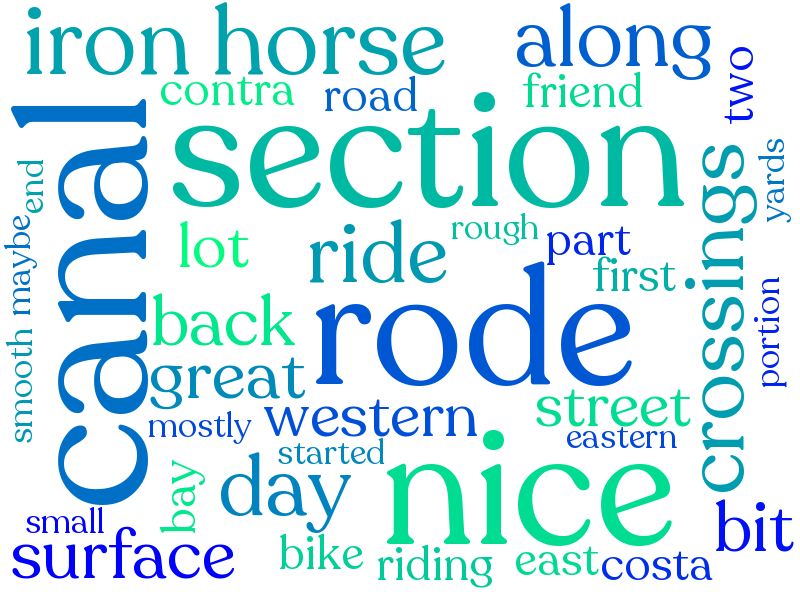 iron horse
along
contra
road
friend
two
canal
section
end
crossings
yards
lot
ride
rough
part
first
maybe
back
rode
portion
smooth
great
mostly
western
street
eastern
started
bay
day
nice
small
bit
surface
bike
riding
east
costa